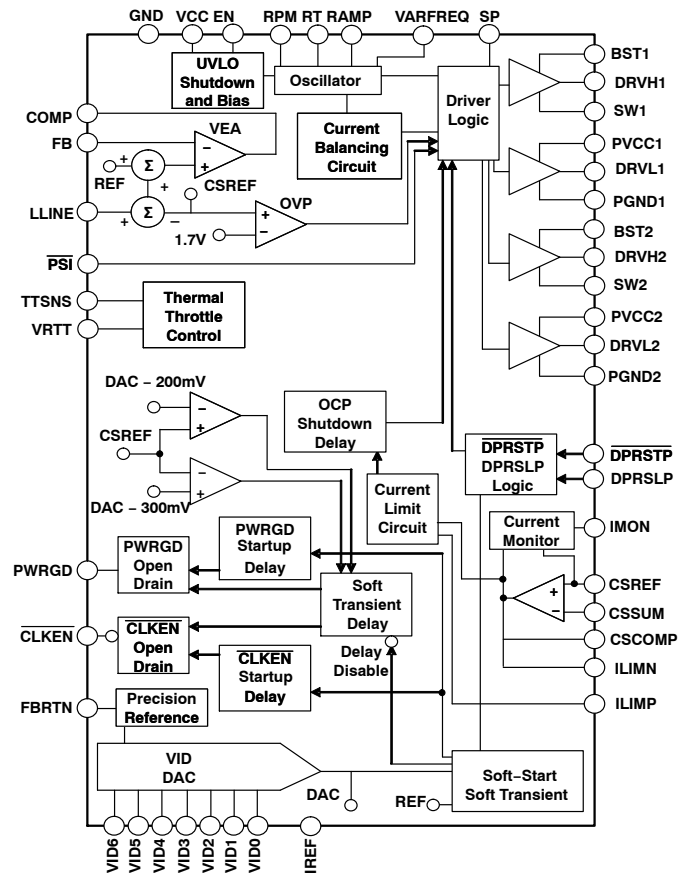 GND VCC EN RPM RT RAMP VARFREQ SP
UVLO
Shutdown
and Bias
Oscillator
Driver
Logic
Current
Balancing
Circuit
BST1
DRVH1
SW1
PVCC1
DRVL1
PGND1
BST2
DRVH2
SW2
PVCC2
DRVL2
PGND2
COMP
FB
VEA
−
+
REF
+
Σ
+
CSREF
LLINE
+
Σ
−
OVP
+
−
1.7V
PSI
TTSNS
VRTT
Thermal
Throttle
Control
DAC − 200mV
−
+
CSREF
−
+
DAC − 300mV
OCP
Shutdown
Delay
Current
Limit
Circuit
DPRSTP
DPRSLP
Logic
DPRSTP
DPRSLP
Current
Monitor
IMON
+
−
CSREF
CSSUM
CSCOMP
ILIMN
ILIMP
PWRGD
PWRGD
Open
Drain
PWRGD
Startup
Delay
Soft
Transient
Delay
Delay
Disable
CLKEN
CLKEN
Open
Drain
CLKEN
Startup
Delay
FBRTN
Precision
Reference
VID
DAC
DAC
REF
Soft−Start
Soft Transient
VID6
VID5
VID4
VID3
VID2
VID1
VID0
IREF